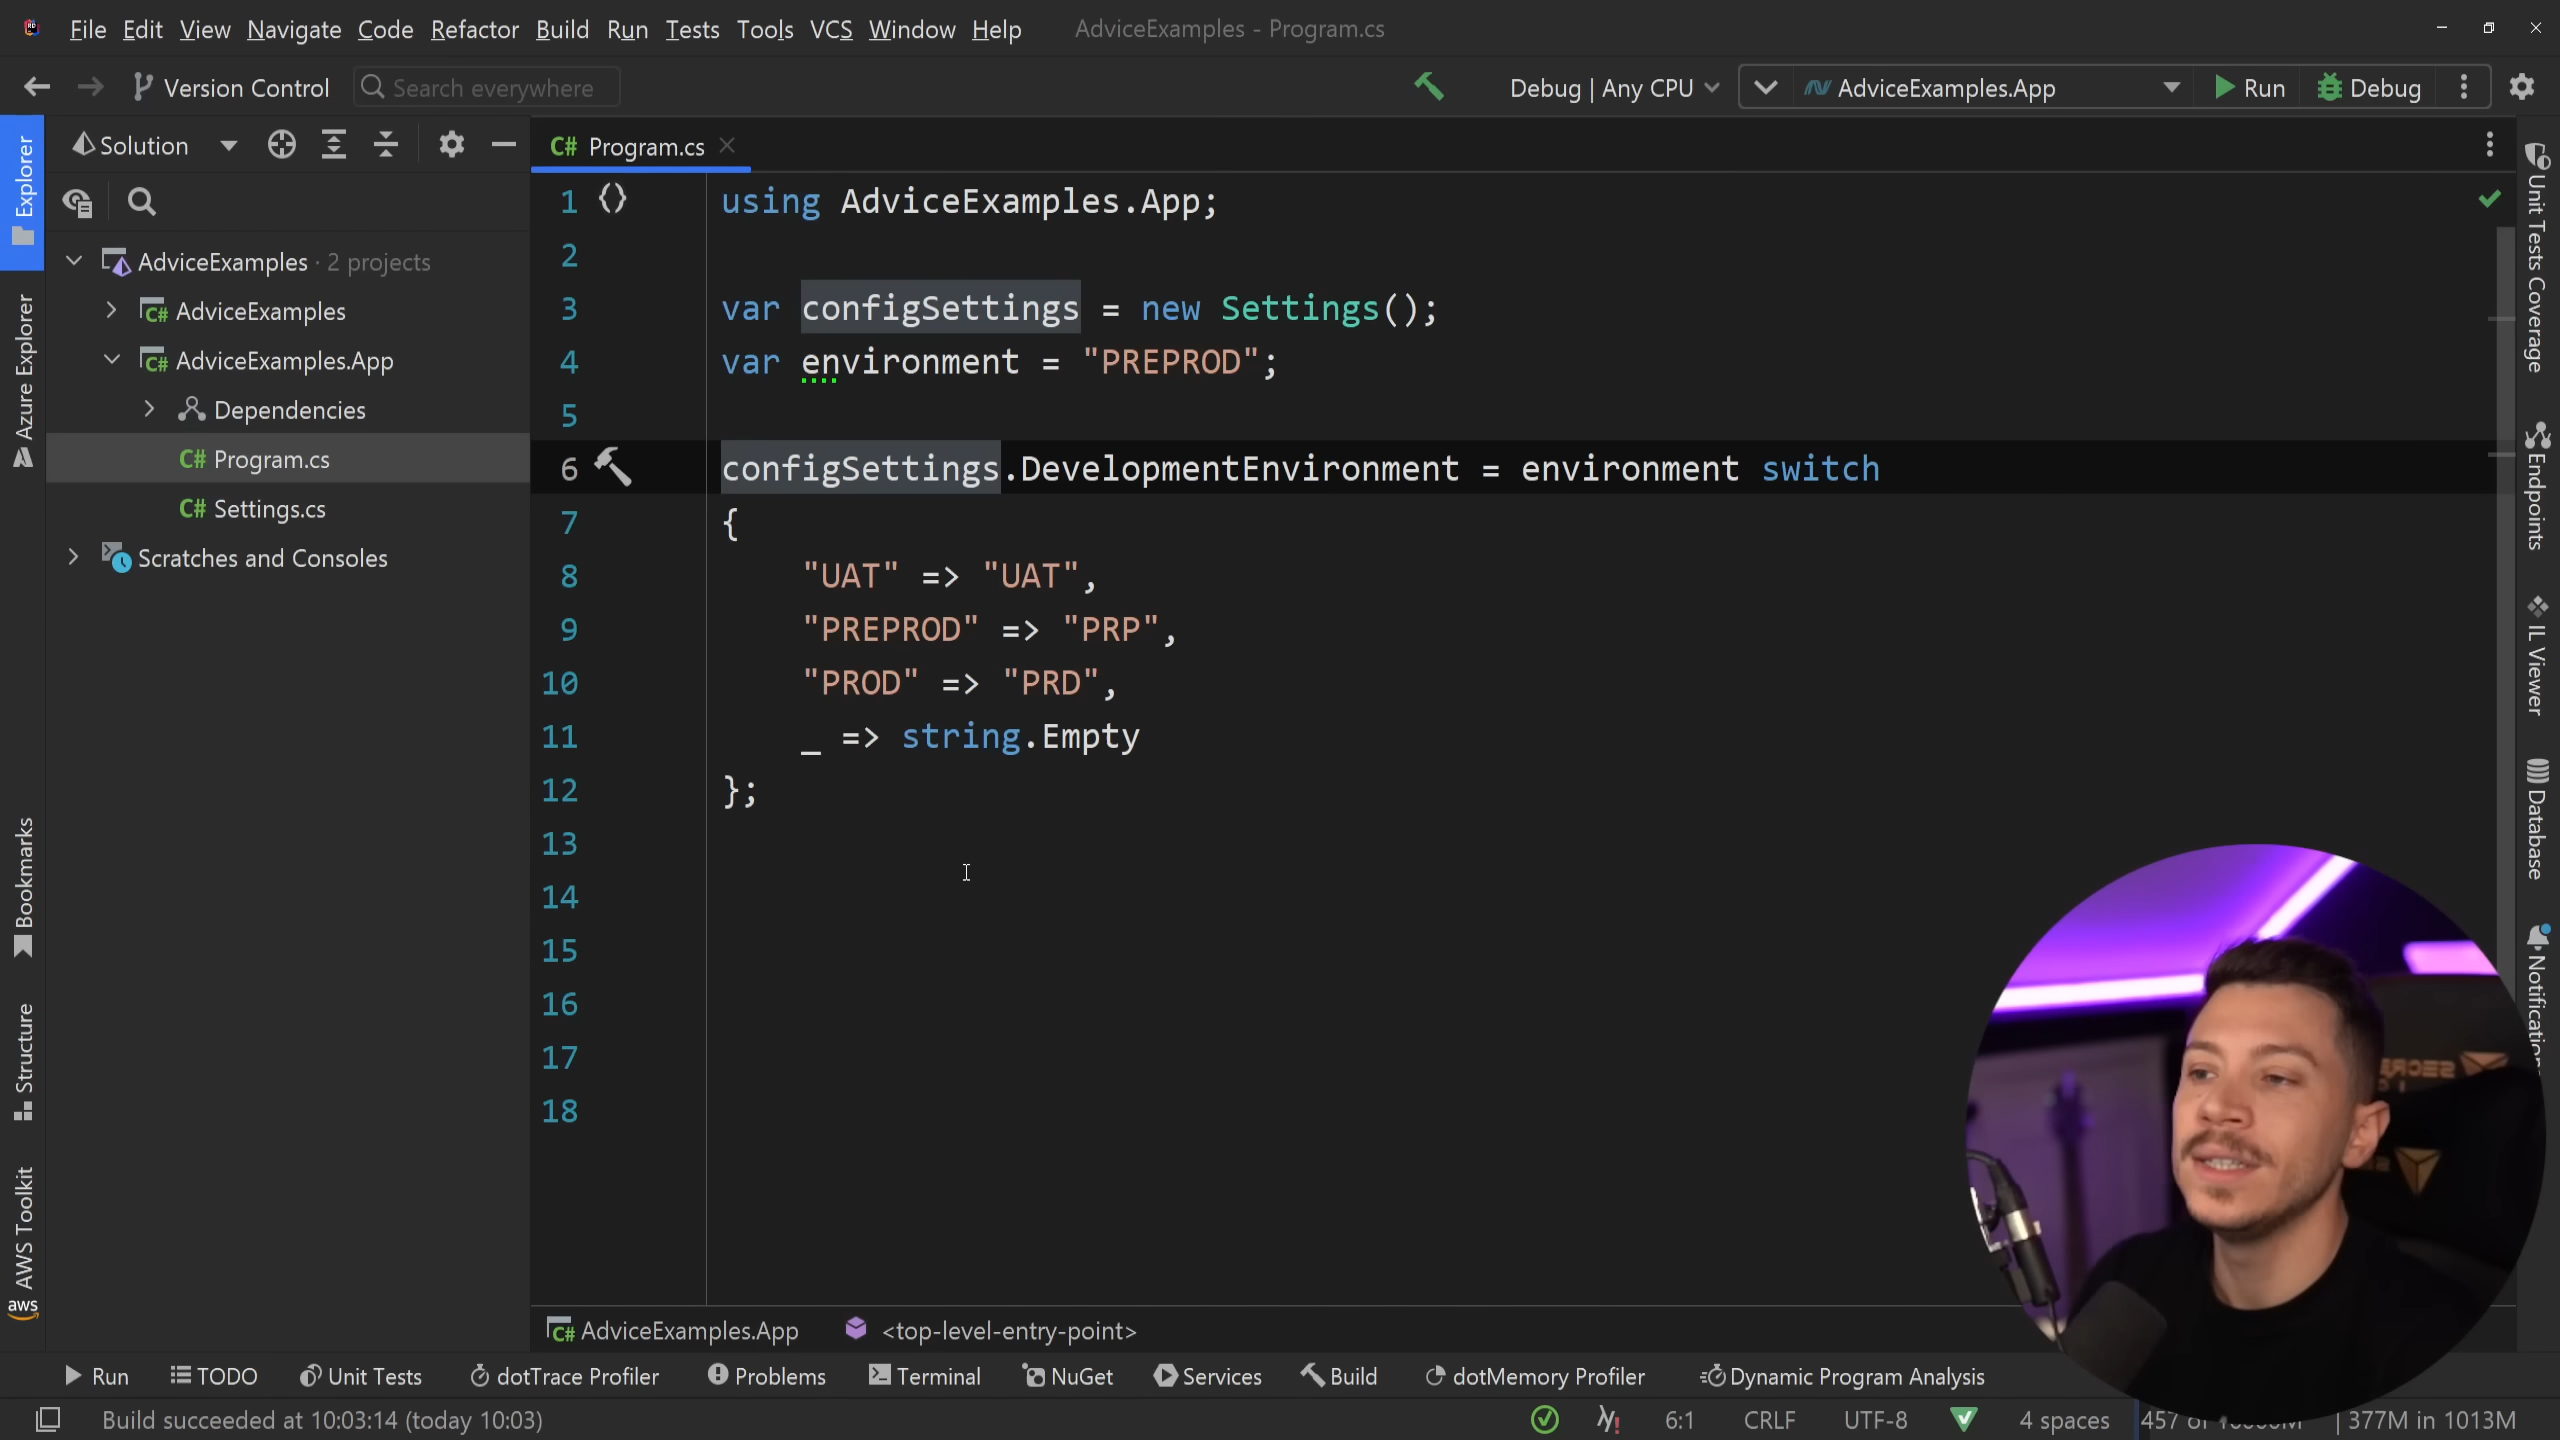 File Edit View Navigate Code Refactor Build Run Tests Tools VCS Window Help AdviceExamples - Program.cs
Version Control Search everywhere Debug | Any CPU AdviceExamples.App Run Debug
Solution
C# Program.cs
Explorer
Azure Explorer
Bookmarks
Structure
AWS Toolkit
aws
AdviceExamples · 2 projects
C# AdviceExamples
C# AdviceExamples.App
Dependencies
C# Program.cs
C# Settings.cs
Scratches and Consoles
1 using AdviceExamples.App;
2
3 var configSettings = new Settings();
4 var environment = "PREPROD";
5
6 configSettings.DevelopmentEnvironment = environment switch
7 {
8 "UAT" => "UAT",
9 "PREPROD" => "PRP",
10 "PROD" => "PRD",
11 _ => string.Empty
12 };
13
14
15
16
17
18
Unit Tests Coverage
Endpoints
IL Viewer
Database
C# AdviceExamples.App <top-level-entry-point>
Run TODO Unit Tests dotTrace Profiler Problems Terminal NuGet Services Build dotMemory Profiler Dynamic Program Analysis
Build succeeded at 10:03:14 (today 10:03) 6:1 CRLF UTF-8 4 spaces 457 377M in 1013M